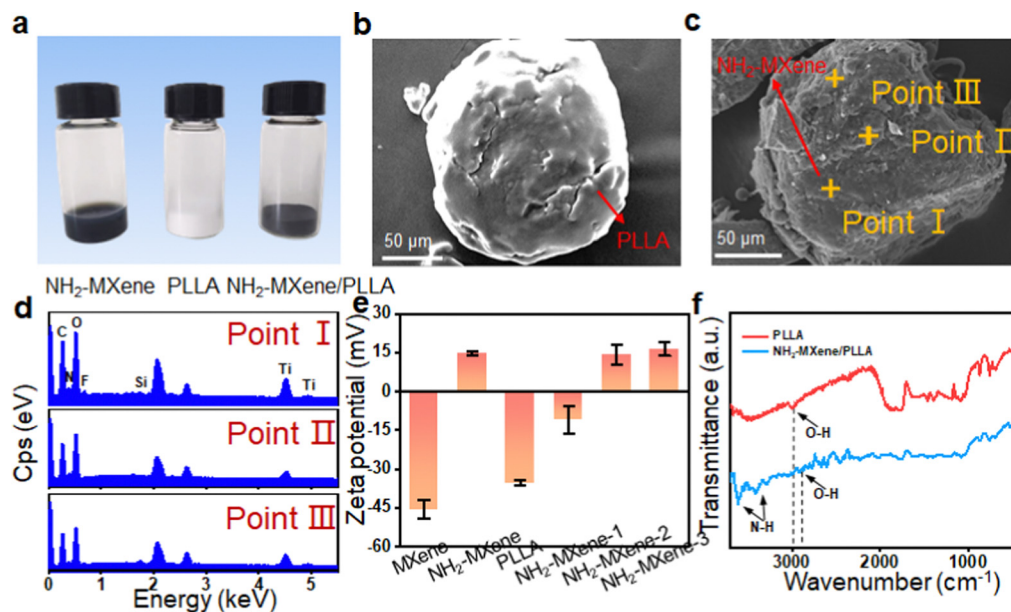 a
NH₂-MXene PLLA NH₂-MXene/PLLA
b
PLLA
50 μm
c
NH₂-MXene
Point III
Point II
Point I
50 μm
d
Cps (eV)
Point I
C
O
N
F
Si
Ti
Ti
Point II
Point III
0 1 2 3 4 5
Energy (keV)
e
Zeta potential (mV)
30
15
0
-15
-30
-45
-60
MXene
NH₂-MXene
PLLA
NH₂-MXene-1
NH₂-MXene-2
NH₂-MXene-3
f
Transmittance (a.u.)
PLLA
NH₂-MXene/PLLA
O-H
O-H
N-H
3000 2000 1000
Wavenumber (cm⁻¹)